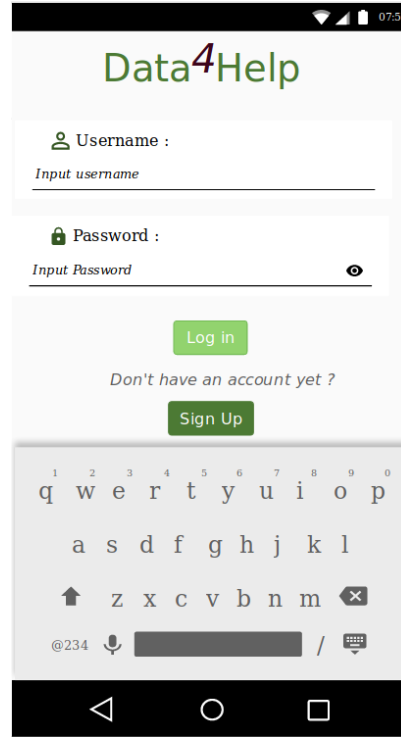 07:5
Data4Help
Username :
Input username
Password :
Input Password
Log in
Don't have an account yet ?
Sign Up
1 2 3 4 5 6 7 8 9 0
q w e r t y u i o p
a s d f g h j k l
z x c v b n m
@234 /